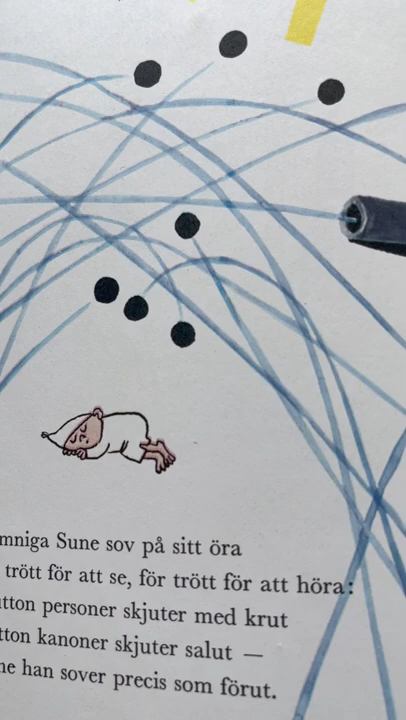 mniga Sune sov på sitt öra
trött för att se, för trött för att höra:
tton personer skjuter med krut
tton kanoner skjuter salut —
ne han sover precis som förut.